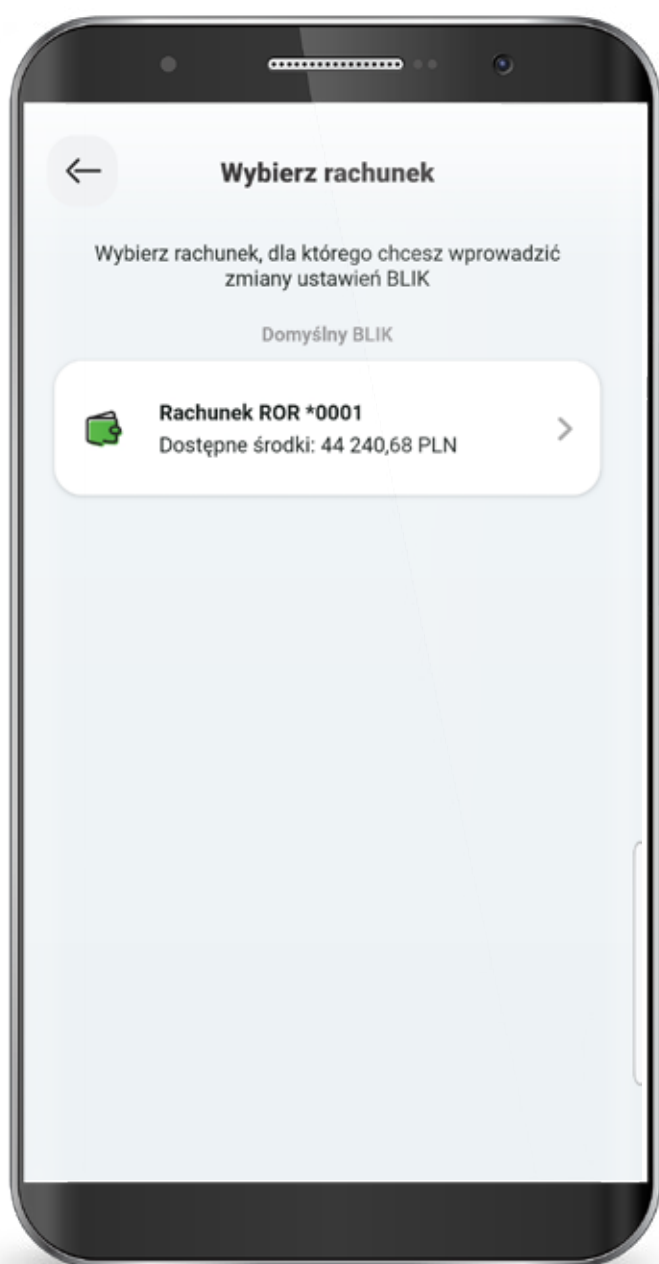 Wybierz rachunek
Wybierz rachunek, dla którego chcesz wprowadzić
zmiany ustawień BLIK
Domyślny BLIK
Rachunek ROR *0001
Dostępne środki: 44 240,68 PLN